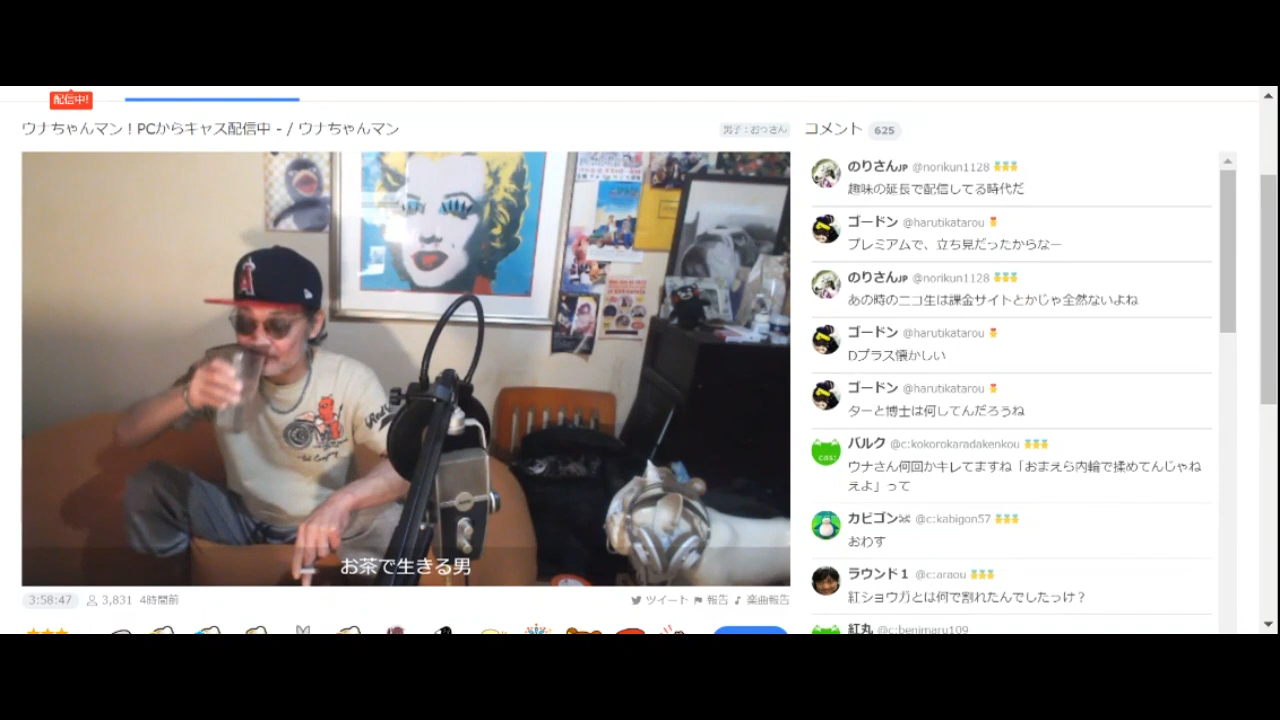 配信中!
ウナちゃんマン！PCからキャス配信中 - / ウナちゃんマン
男子：おっさん
コメント 625
のりさんJP @norikun1128
趣味の延長で配信してる時代だ
ゴードン @harutikatarou
プレミアムで、立ち見だったからなー
のりさんJP @norikun1128
あの時のニコ生は課金サイトとかじゃ全然ないよね
ゴードン @harutikatarou
Dプラス懐かしい
ゴードン @harutikatarou
ターと博士は何してんだろうね
バルク @c:kokorokaradakenkou
ウナさん何回かキレてますね「おまえら内輪で揉めてんじゃね
えよ」って
カビゴン @c:kabigon57
おわす
ラウンド１ @c:araou
紅ショウガとは何で割れたんでしたっけ？
紅丸 @c:benimaru109
お茶で生きる男
3:58:47 3,831 4時間前
ツイート 報告 楽曲報告